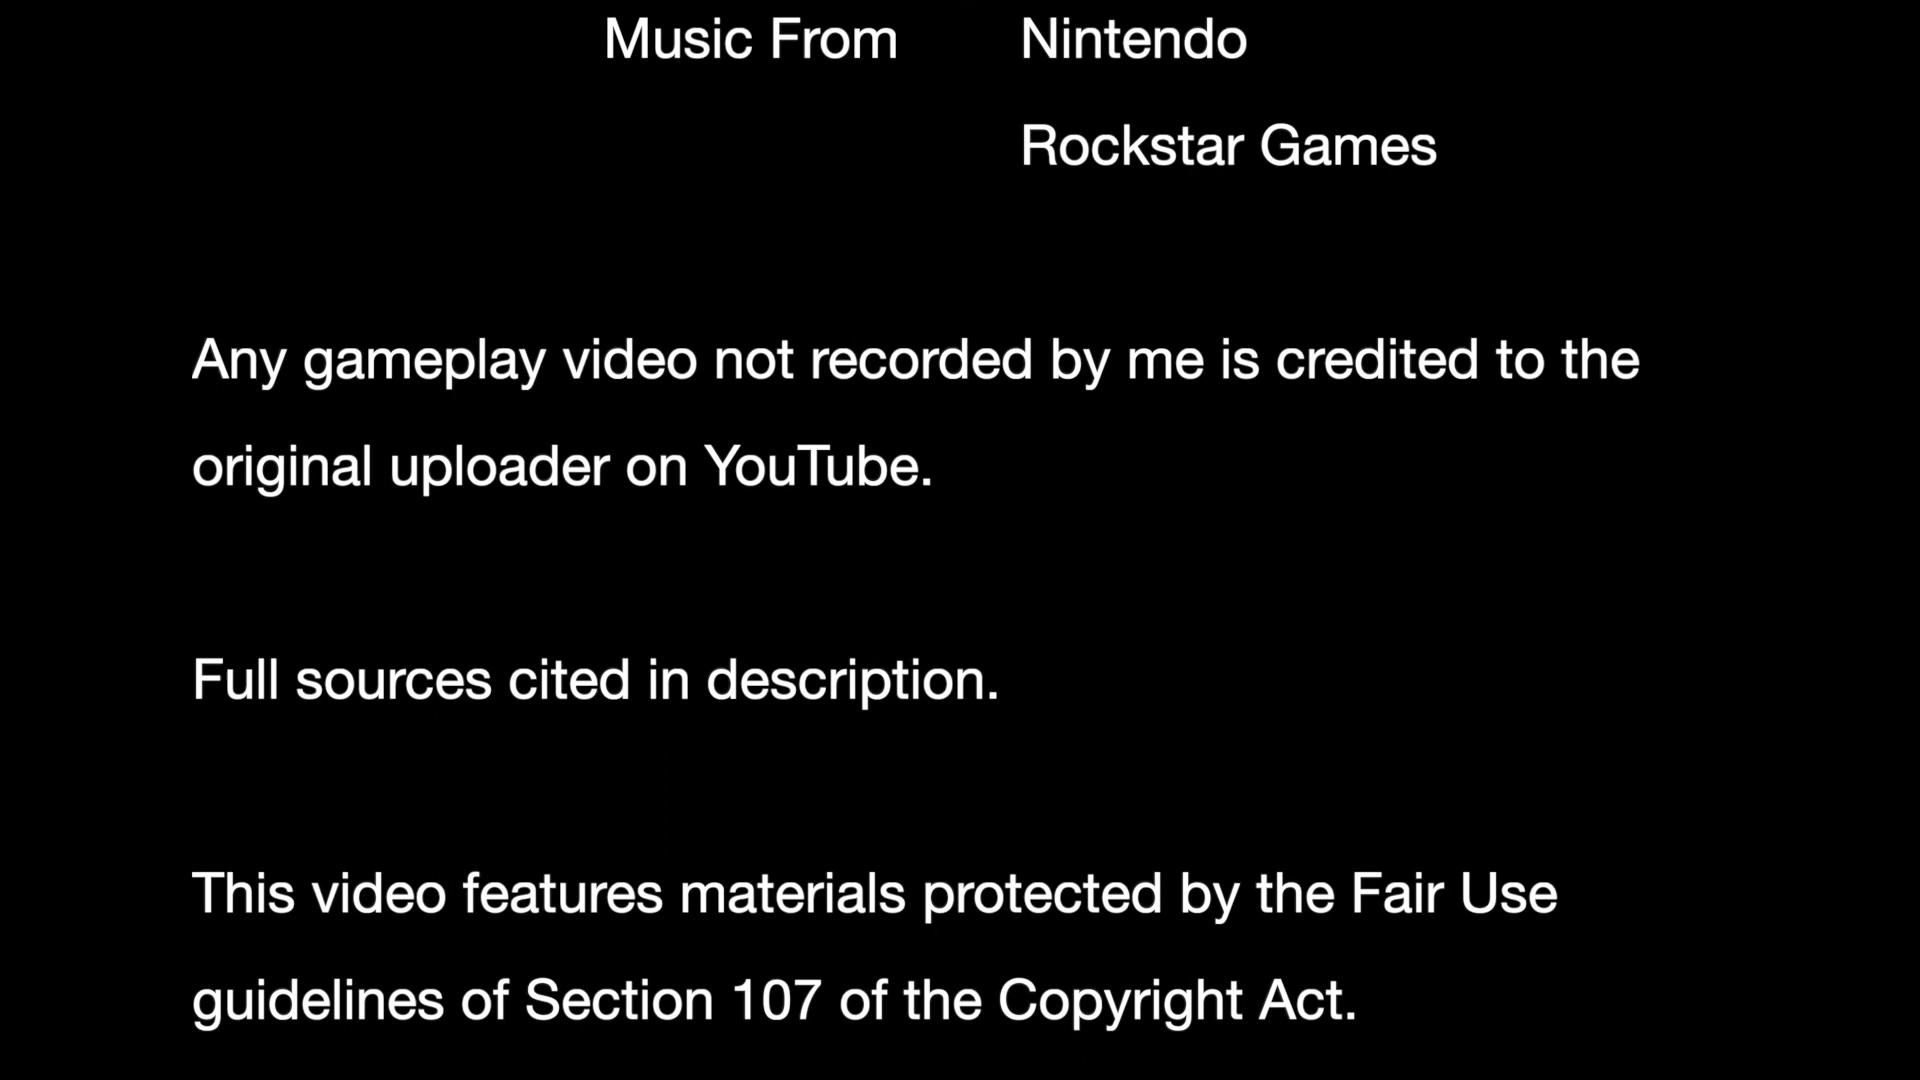 Music From Nintendo
Rockstar Games
Any gameplay video not recorded by me is credited to the
original uploader on YouTube.
Full sources cited in description.
This video features materials protected by the Fair Use
guidelines of Section 107 of the Copyright Act.